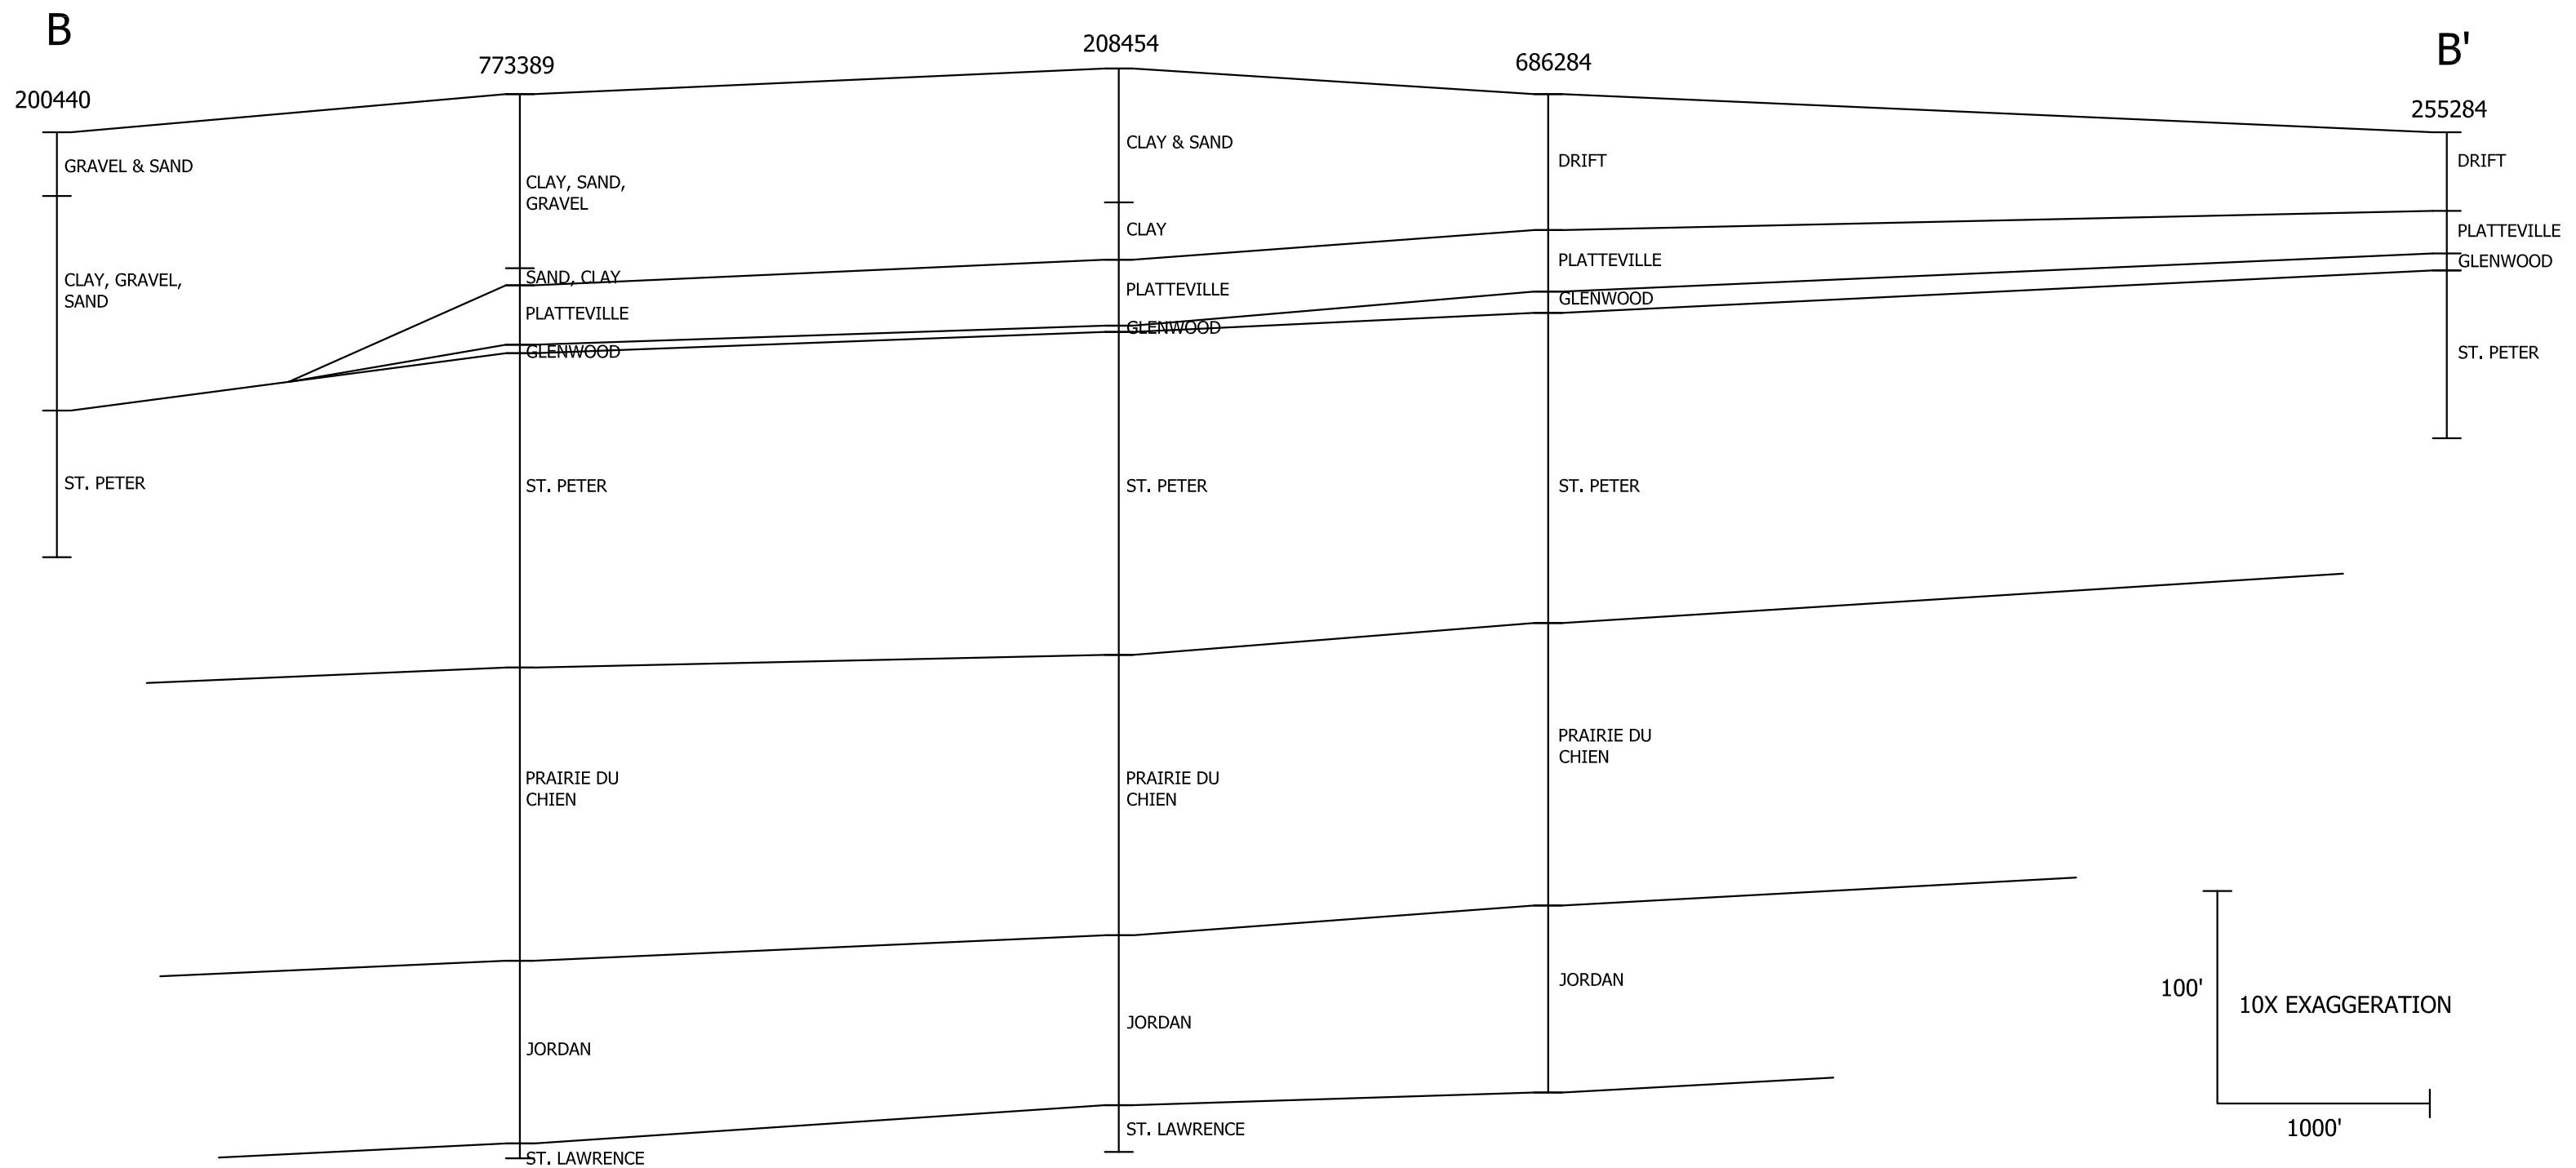 B
B'
200440
773389
208454
686284
255284
GRAVEL & SAND
CLAY, GRAVEL,
SAND
ST. PETER
CLAY, SAND,
GRAVEL
SAND, CLAY
PLATTEVILLE
GLENWOOD
ST. PETER
PRAIRIE DU
CHIEN
JORDAN
ST. LAWRENCE
CLAY & SAND
CLAY
PLATTEVILLE
GLENWOOD
ST. PETER
PRAIRIE DU
CHIEN
JORDAN
ST. LAWRENCE
DRIFT
PLATTEVILLE
GLENWOOD
ST. PETER
PRAIRIE DU
CHIEN
JORDAN
DRIFT
PLATTEVILLE
GLENWOOD
ST. PETER
100'
10X EXAGGERATION
1000'